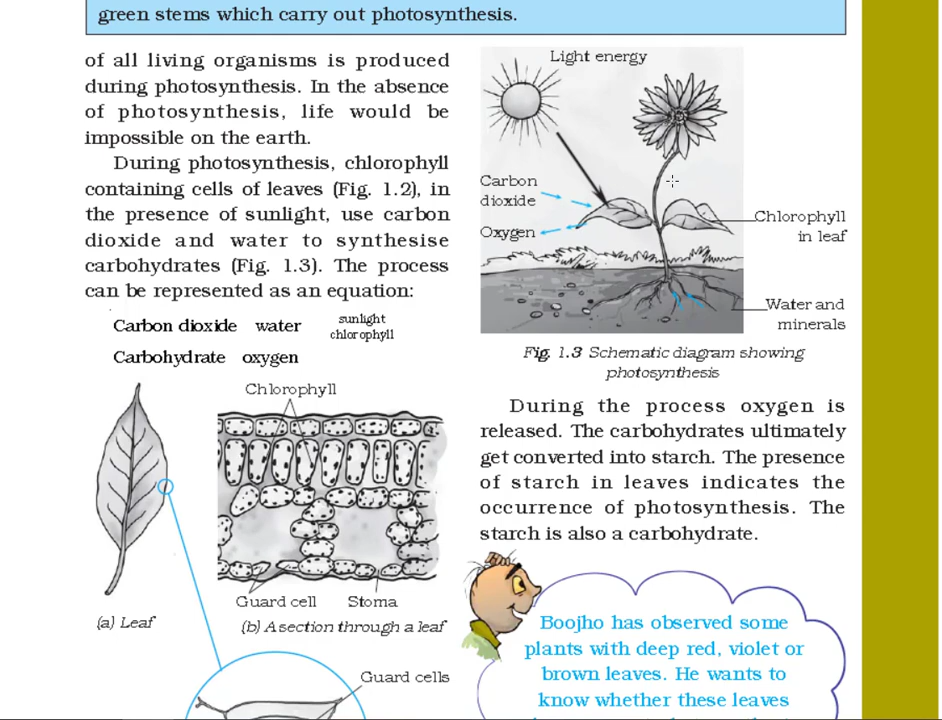 green stems which carry out photosynthesis.
of all living organisms is produced
during photosynthesis. In the absence
of photosynthesis, life would be
impossible on the earth.
During photosynthesis, chlorophyll
containing cells of leaves (Fig. 1.2), in
the presence of sunlight, use carbon
dioxide and water to synthesise
carbohydrates (Fig. 1.3). The process
can be represented as an equation:
Carbon dioxide water sunlight
chlorophyll
Carbohydrate oxygen
Chlorophyll
Guard cell Stoma
(a) Leaf
(b) A section through a leaf
Guard cells
Light energy
Carbon
dioxide
Oxygen
Chlorophyll
in leaf
Water and
minerals
Fig. 1.3 Schematic diagram showing
photosynthesis
During the process oxygen is
released. The carbohydrates ultimately
get converted into starch. The presence
of starch in leaves indicates the
occurrence of photosynthesis. The
starch is also a carbohydrate.
Boojho has observed some
plants with deep red, violet or
brown leaves. He wants to
know whether these leaves